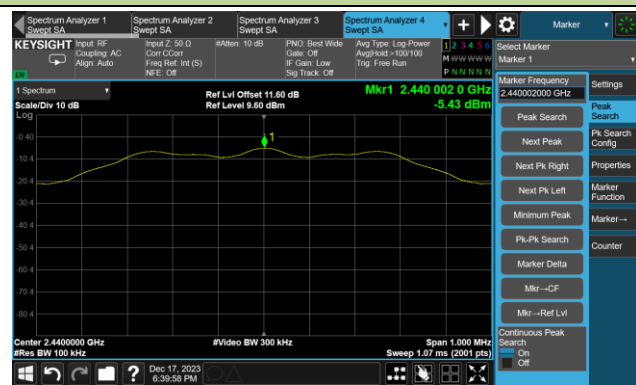 Spectrum Analyzer 1
Swept SA
Spectrum Analyzer 2
Swept SA
Spectrum Analyzer 3
Swept SA
Spectrum Analyzer 4
Swept SA
Marker
KEYSIGHT
Input: RF
Coupling: AC
Align: Auto
Input Z: 50 Ω
Corr CCorr
Freq Ref: Int (S)
NFE: Off
#Atten: 10 dB
PNO: Best Wide
Gate: Off
IF Gain: Low
Sig Track: Off
Avg Type: Log-Power
Avg|Hold:>100/100
Trig: Free Run
1 2 3 4 5 6
M W W W W W
P N N N N N
LW
Select Marker
Marker 1
1 Spectrum
Scale/Div 10 dB
Log
Ref Lvl Offset 11.60 dB
Ref Level 9.60 dBm
Mkr1 2.440 002 0 GHz
-5.43 dBm
1
-0.40
-10.4
-20.4
-30.4
-40.4
-50.4
-60.4
-70.4
-80.4
Center 2.4400000 GHz
#Res BW 100 kHz
#Video BW 300 kHz
Span 1.000 MHz
Sweep 1.07 ms (2001 pts)
Marker Frequency
2.440002000 GHz
Peak Search
Next Peak
Next Pk Right
Next Pk Left
Minimum Peak
Pk-Pk Search
Marker Delta
Mkr→CF
Mkr→Ref Lvl
Continuous Peak
Search
On
Off
Settings
Peak
Search
Pk Search
Config
Properties
Marker
Function
Marker→
Counter
?
Dec 17, 2023
6:39:58 PM